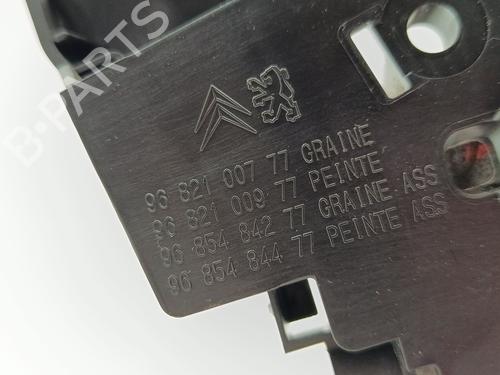 B-PARTS
96 821 007 77 GRAINE
96 821 009 77 PEINTE
96 854 842 77 GRAINE ASS
96 854 844 77 PEINTE ASS